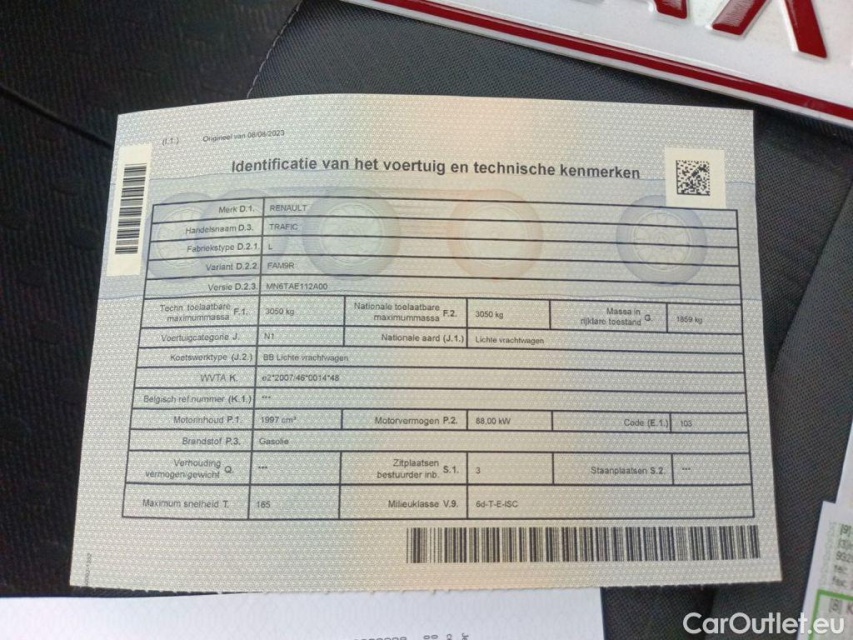 (I.1.) Origineel van 08/08/2023
Identificatie van het voertuig en technische kenmerken
Merk D.1. RENAULT
Handelsnaam D.3. TRAFIC
Fabriekstype D.2.1 L
Variant D.2.2 FAM9R
Versie D.2.3 MN6TAE112A00
Techn toelaatbare maximummassa F.1. 3050 kg Nationale toelaatbare maximummassa F.2. 3050 kg Massa in rijklare toestand G. 1859 kg
Voertuigcategorie J. N1 Nationale aard (J.1.) Lichte vrachtwagen
Koetswerktype (J.2.) BB Lichte vrachtwagen
WVTA K. e2*2007/46*0014*48
Belgisch ref.nummer (K.1.) ***
Motorinhoud P.1. 1997 cm³ Motorvermogen P.2. 88,00 kW Code (E.1.) 103
Brandstof P.3. Gasolie
Verhouding vermogen/gewicht Q. *** Zitplaatsen bestuurder inb. S.1. 3 Staanplaatsen S.2. ***
Maximum snelheid T. 165 Milieuklasse V.9. 6d-T-E-ISC
CarOutlet.eu